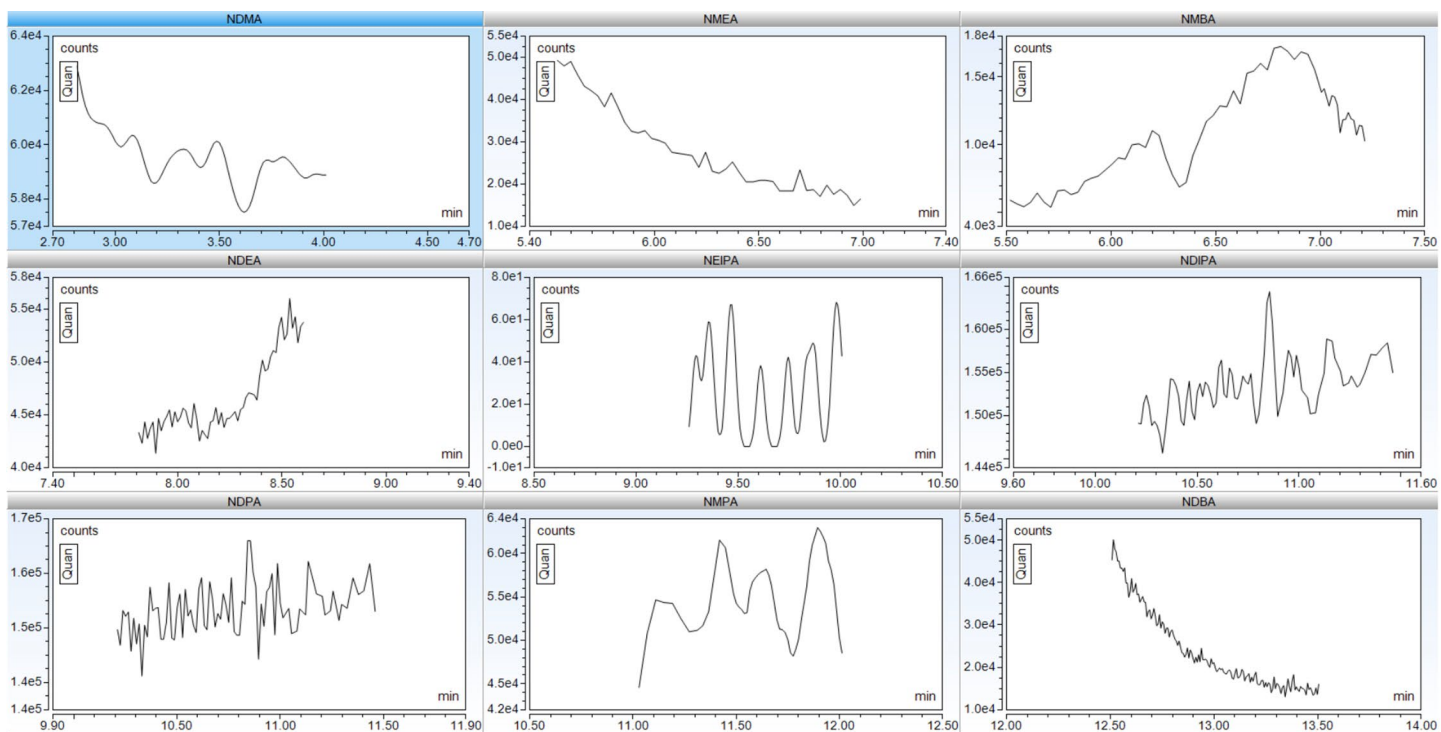 NDMA
6.4e4
counts
Quan
6.2e4
6.0e4
5.8e4
5.7e4
min
2.70 3.00 3.50 4.00 4.50 4.70
NMEA
5.5e4
counts
5.0e4
Quan
4.0e4
3.0e4
2.0e4
1.0e4
min
5.40 6.00 6.50 7.00 7.40
NMBA
1.8e4
counts
1.5e4
Quan
1.0e4
4.0e3
min
5.50 6.00 6.50 7.00 7.50
NDEA
5.8e4
counts
5.5e4
Quan
5.0e4
4.5e4
4.0e4
min
7.40 8.00 8.50 9.00 9.40
NEIPA
8.0e1
counts
6.0e1
Quan
4.0e1
2.0e1
0.0e0
-1.0e1
min
8.50 9.00 9.50 10.00 10.50
NDIPA
1.66e5
counts
1.60e5
Quan
1.55e5
1.50e5
1.44e5
min
9.60 10.00 10.50 11.00 11.60
NDPA
1.7e5
counts
1.6e5
Quan
1.5e5
1.4e5
1.4e5
min
9.90 10.50 11.00 11.50 11.90
NMPA
6.4e4
counts
6.0e4
Quan
5.5e4
5.0e4
4.5e4
4.2e4
min
10.50 11.00 11.50 12.00 12.50
NDBA
5.5e4
counts
5.0e4
Quan
4.0e4
3.0e4
2.0e4
1.0e4
min
12.00 12.50 13.00 13.50 14.00